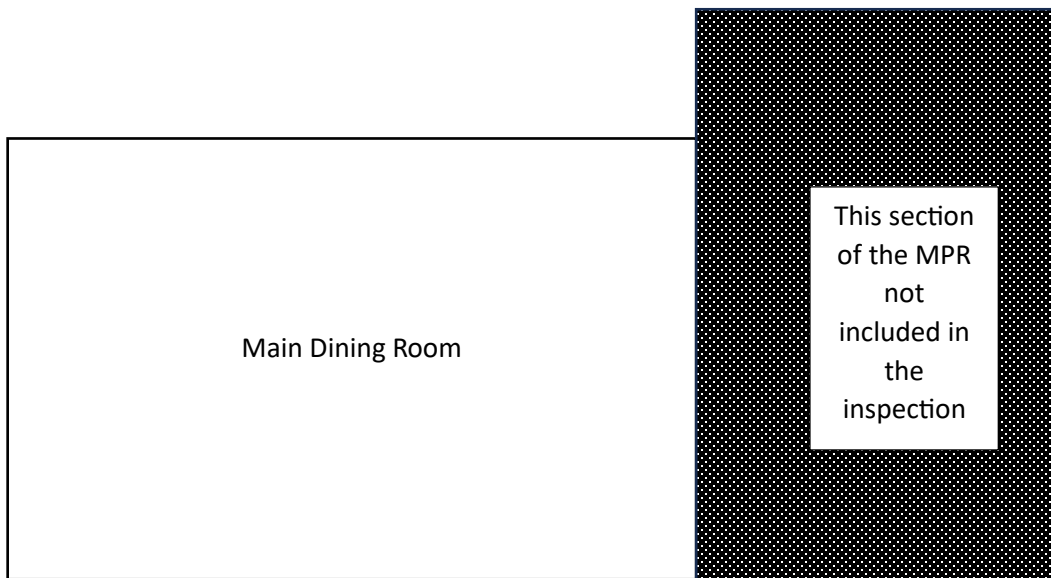 Main Dining Room
This section
of the MPR
not
included in
the
inspection